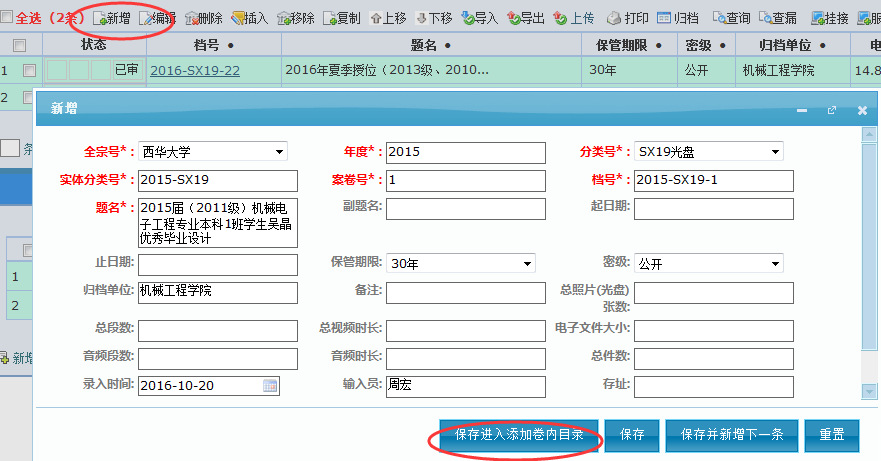 全选（2条） 新增 编辑 删除 插入 移除 复制 上移 下移 导入 导出 上传 打印 归档 查询 查漏 挂接
状态 档号 ● 题名 ● 保管期限 ● 密级 ● 归档单位 ● 电
1 已审 2016-SX19-22 2016年夏季授位（2013级、2010... 30年 公开 机械工程学院 14.8
2
新增
全宗号*: 西华大学 年度*: 2015 分类号*: SX19光盘
实体分类号*: 2015-SX19 案卷号*: 1 档号*: 2015-SX19-1
题名*: 2015届（2011级）机械电
子工程专业本科1班学生吴晶
优秀毕业设计
副题名: 起日期:
条
止日期: 保管期限: 30年 密级: 公开
归档单位: 机械工程学院 备注: 总照片(光盘)
张数:
1
2
总段数: 总视频时长: 电子文件大小:
新增
音频段数: 音频时长: 总件数:
录入时间: 2016-10-20 输入员: 周宏 存址:
保存进入添加卷内目录 保存 保存并新增下一条 重置